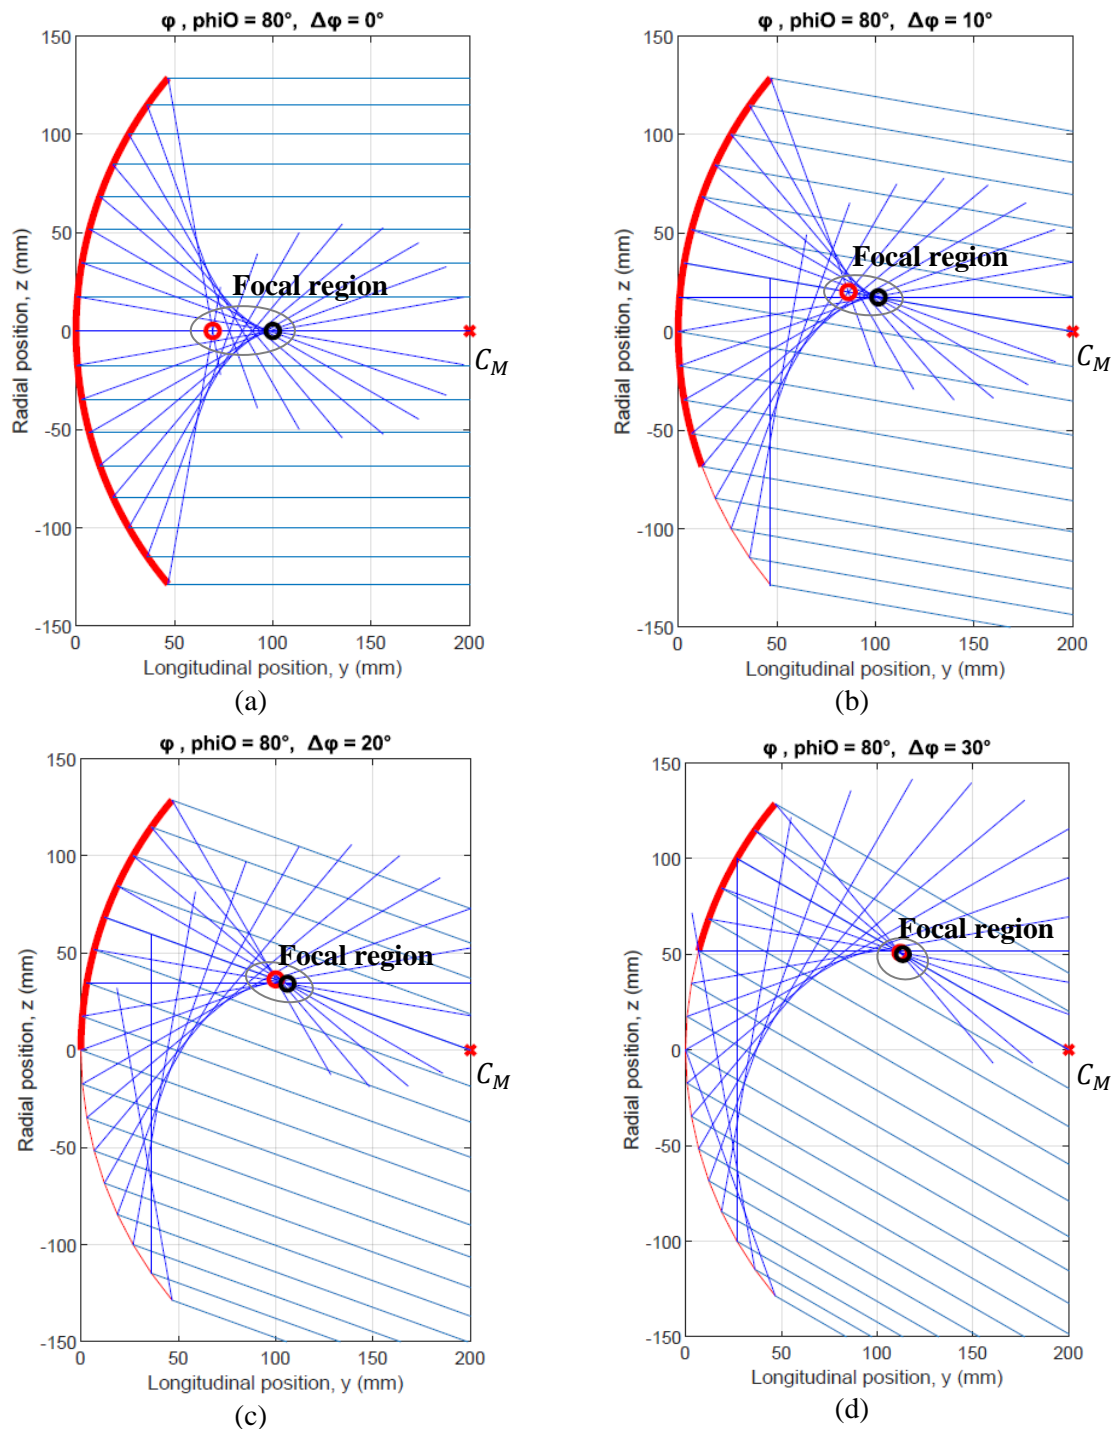 φ , phiO = 80°, Δφ = 0°
150
100
50
0
-50
-100
-150
Radial position, z (mm)
Focal region
C_M
0 50 100 150 200
Longitudinal position, y (mm)
(a)
φ , phiO = 80°, Δφ = 10°
150
100
50
0
-50
-100
-150
Radial position, z (mm)
Focal region
C_M
0 50 100 150 200
Longitudinal position, y (mm)
(b)
φ , phiO = 80°, Δφ = 20°
150
100
50
0
-50
-100
-150
Radial position, z (mm)
Focal region
C_M
0 50 100 150 200
Longitudinal position, y (mm)
(c)
φ , phiO = 80°, Δφ = 30°
150
100
50
0
-50
-100
-150
Radial position, z (mm)
Focal region
C_M
0 50 100 150 200
Longitudinal position, y (mm)
(d)